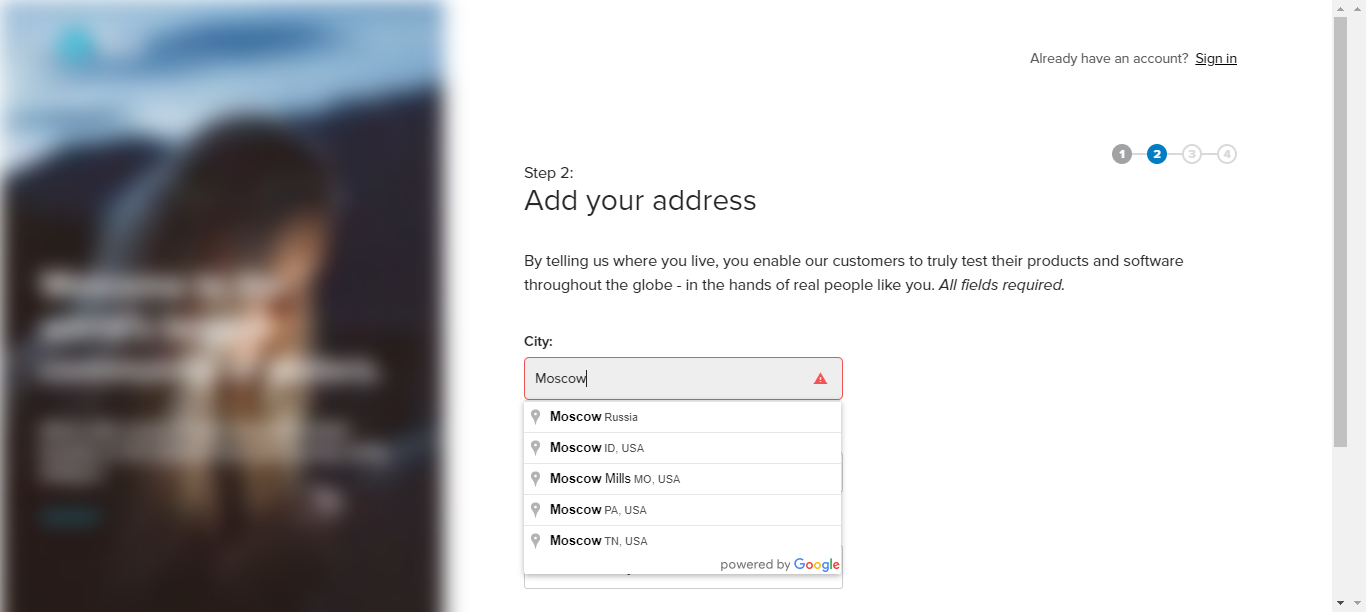 Already have an account? Sign in
1 2 3 4
Step 2:
Add your address
By telling us where you live, you enable our customers to truly test their products and software
throughout the globe - in the hands of real people like you. All fields required.
City:
Moscow
Moscow Russia
Moscow ID, USA
Moscow Mills MO, USA
Moscow PA, USA
Moscow TN, USA
powered by Google